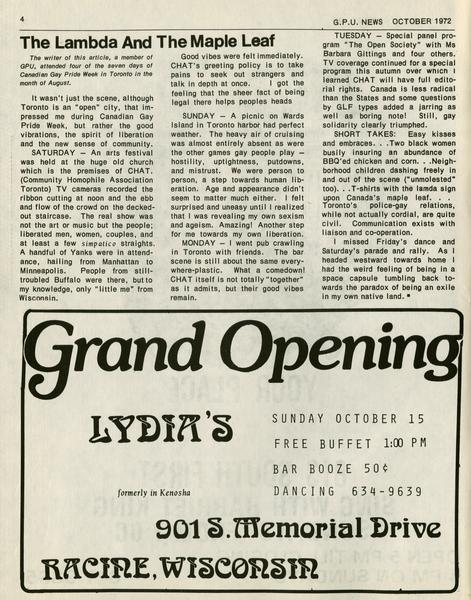 4
G.P.U. NEWS OCTOBER 1972
The Lambda And The Maple Leaf
The writer of this article, a member of
GPU, attended four of the seven days of
Canadian Gay Pride Week in Toronto in the
month of August.
It wasn't just the scene, although
Toronto is an "open" city, that im-
pressed me during Canadian Gay
Pride Week, but rather the good
vibrations, the spirit of liberation
and the new sense of community.
SATURDAY – An arts festival
was held at the huge old church
which is the premises of CHAT.
(Community Homophile Association
Toronto) TV cameras recorded the
ribbon cutting at noon and the ebb
and flow of the crowd on the decked-
out staircase. The real show was
not the art or music but the people;
liberated men, women, couples, and
at least a few simpatico straights.
A handful of Yanks were in attend-
ance, hailing from Manhattan to
Minneapolis. People from still-
troubled Buffalo were there, but to
my knowledge, only "little me" from
Wisconsin.
Good vibes were felt immediately.
CHAT's greeting policy is to take
pains to seek out strangers and
talk in depth at once. I got the
feeling that the sheer fact of being
legal there helps peoples heads
SUNDAY – A picnic on Wards
Island in Toronto harbor had perfect
weather. The heavy air of cruising
was almost entirely absent as were
the other games gay people play –
hostility, uptightness, putdowns,
and mistrust. We were person to
person, a step towards human lib-
eration. Age and appearance didn't
seem to matter much either. I felt
surprised and uneasy until I realized
that I was revealing my own sexism
and ageism. Amazing! Another step
for me towards my own liberation.
MONDAY – I went pub crawling
in Toronto with friends. The bar
scene is still about the same every-
where-plastic. What a comedown!
CHAT itself is not totally "together"
as it admits, but their good vibes
remain.
TUESDAY – Special panel pro-
gram "The Open Society" with Ms
Barbara Gittings and four others.
TV coverage continued for a special
program this autumn over which I
learned CHAT will have full edito-
rial rights. Canada is less radical
than the States and some questions
by GLF types added a jarring as
well as boring note! Still, gay
solidarity clearly triumphed.
SHORT TAKES: Easy kisses
and embraces. . .Two black women
busily insuring an abundance of
BBQ'ed chicken and corn. . .Neigh-
borhood children dashing freely in
and out of the scene ("unmolested"
too). . .T-shirts with the lamda sign
upon Canada's maple leaf. . .
Toronto's police-gay relations,
while not actually cordial, are quite
civil. Communication exists with
liaison and co-operation.
I missed Friday's dance and
Saturday's parade and rally. As I
headed westward towards home I
had the weird feeling of being in a
space capsule tumbling back to-
wards the paradox of being an exile
in my own native land.
Grand Opening
LYDIA'S
SUNDAY OCTOBER 15
FREE BUFFET 1:00 PM
BAR BOOZE 50¢
DANCING 634-9639
formerly in Kenosha
901 S. Memorial Drive
RACINE, WISCONSIN